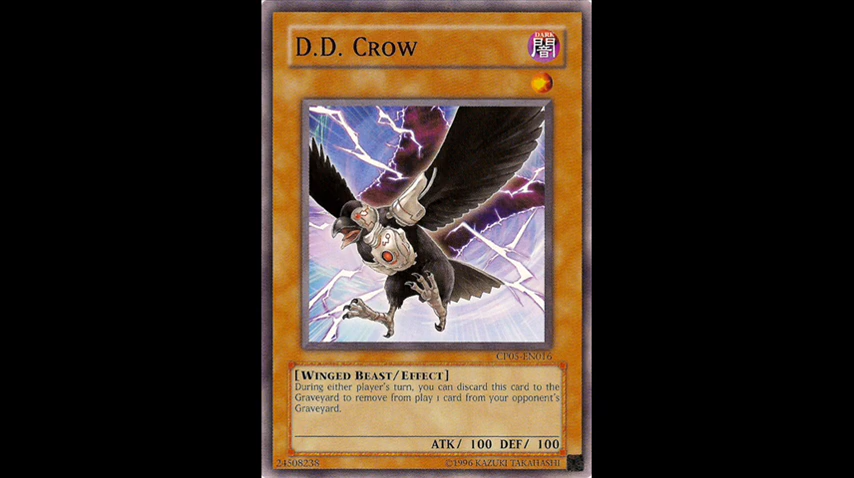 D.D. Crow
DARK
闇
CP05-EN016
[Winged Beast/Effect]
During either player's turn, you can discard this card to the
Graveyard to remove from play 1 card from your opponent's
Graveyard.
ATK/ 100 DEF/ 100
24508238
©1996 KAZUKI TAKAHASHI